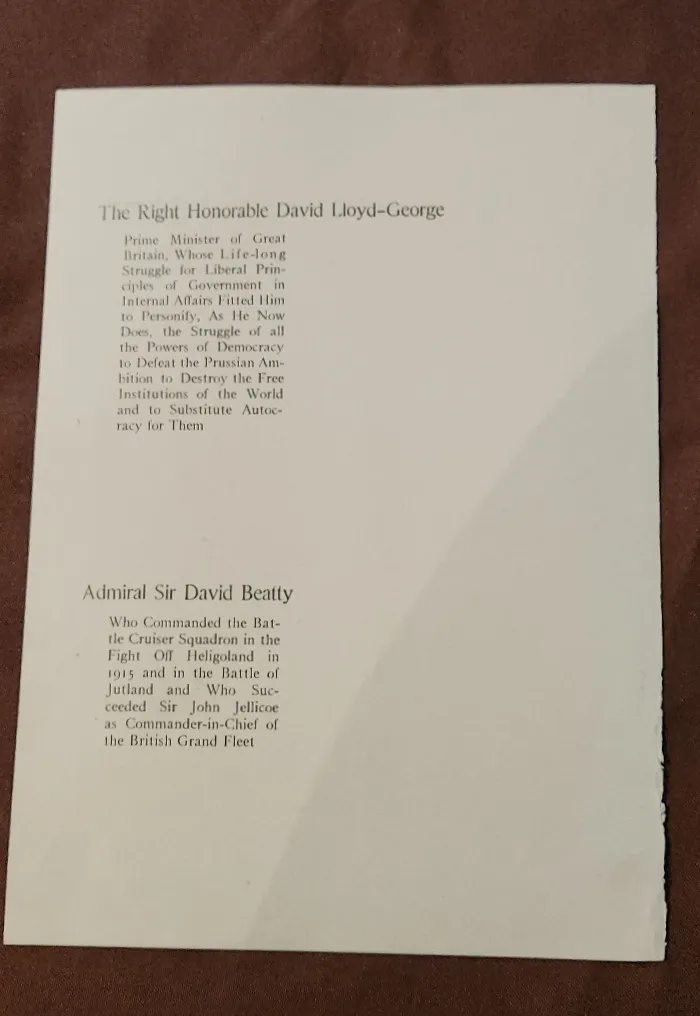 The Right Honorable David Lloyd-George
Prime Minister of Great
Britain, Whose Life-long
Struggle for Liberal Prin-
ciples of Government in
Internal Affairs Fitted Him
to Personify, As He Now
Does, the Struggle of all
the Powers of Democracy
to Defeat the Prussian Am-
bition to Destroy the Free
Institutions of the World
and to Substitute Autoc-
racy for Them
Admiral Sir David Beatty
Who Commanded the Bat-
tle Cruiser Squadron in the
Fight Off Heligoland in
1915 and in the Battle of
Jutland and Who Suc-
ceeded Sir John Jellicoe
as Commander-in-Chief of
the British Grand Fleet